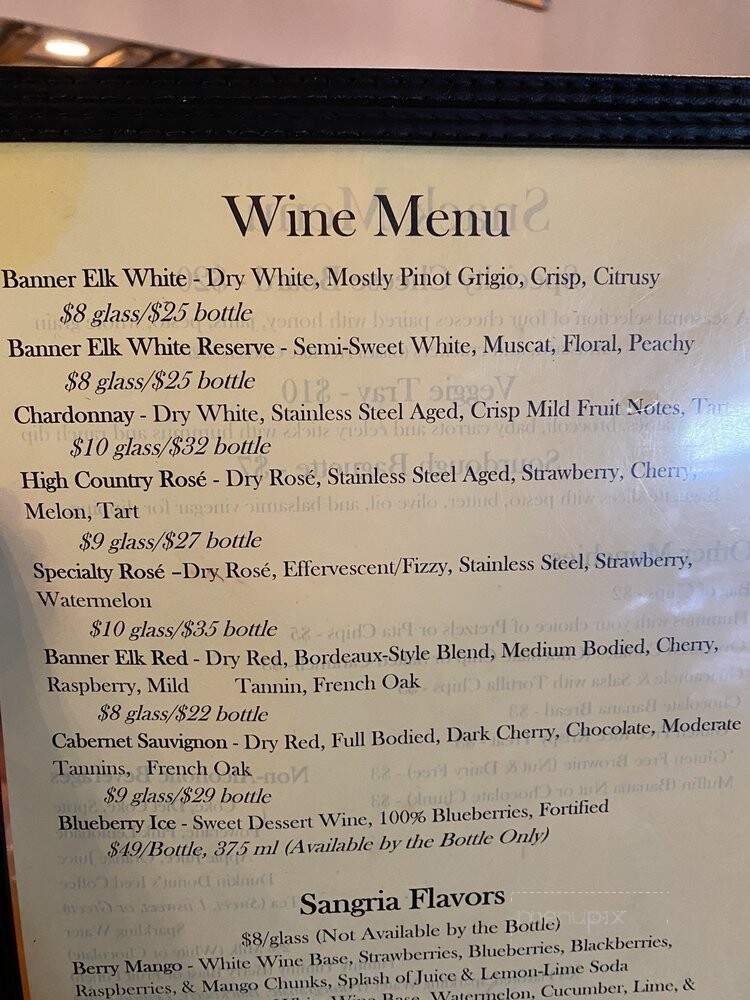 Wine Menu
Banner Elk White - Dry White, Mostly Pinot Grigio, Crisp, Citrusy
$8 glass/$25 bottle
Banner Elk White Reserve - Semi-Sweet White, Muscat, Floral, Peachy
$8 glass/$25 bottle
Chardonnay - Dry White, Stainless Steel Aged, Crisp Mild Fruit Notes,
$10 glass/$32 bottle
High Country Rosé - Dry Rosé, Stainless Steel Aged, Strawberry, Cherry,
Melon, Tart
$9 glass/$27 bottle
Specialty Rosé –Dry Rosé, Effervescent/Fizzy, Stainless Steel, Strawberry,
Watermelon
$10 glass/$35 bottle
Banner Elk Red - Dry Red, Bordeaux-Style Blend, Medium Bodied, Cherry,
Raspberry, Mild Tannin, French Oak
$8 glass/$22 bottle
Cabernet Sauvignon - Dry Red, Full Bodied, Dark Cherry, Chocolate, Moderate
Tannins, French Oak
$9 glass/$29 bottle
Blueberry Ice - Sweet Dessert Wine, 100% Blueberries, Fortified
$49/Bottle, 375 ml (Available by the Bottle Only)
Sangria Flavors
$8/glass (Not Available by the Bottle)
menupix
Berry Mango - White Wine Base, Strawberries, Blueberries, Blackberries,
Raspberries, & Mango Chunks, Splash of Juice & Lemon-Lime Soda
White Wine Base, Watermelon, Cucumber, Lime, &